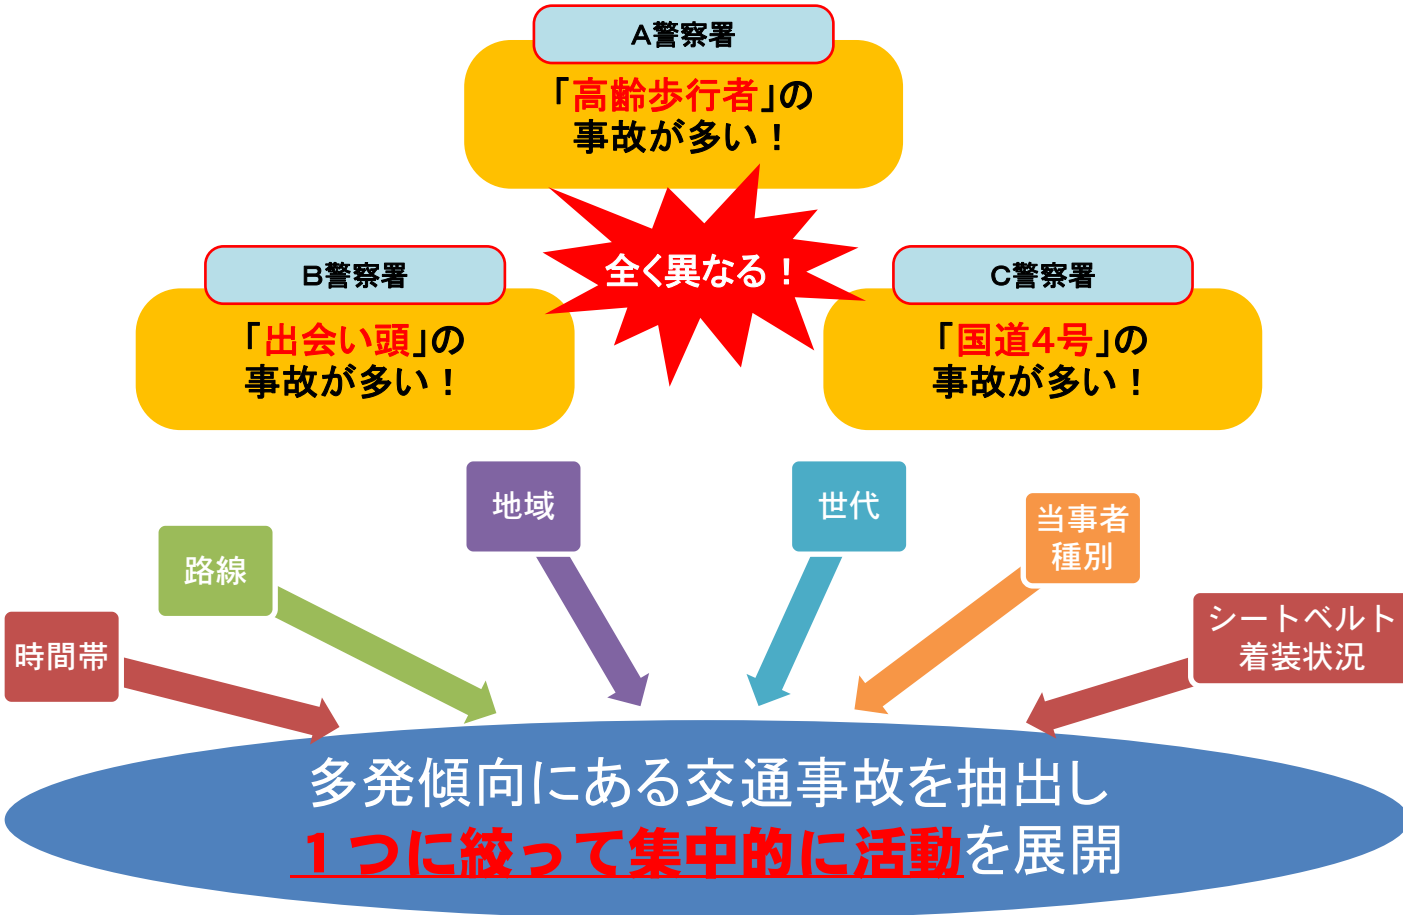 A警察署
「高齢歩行者」の
事故が多い！
全く異なる！
B警察署
「出会い頭」の
事故が多い！
C警察署
「国道4号」の
事故が多い！
時間帯
路線
地域
世代
当事者
種別
シートベルト
着装状況
多発傾向にある交通事故を抽出し
１つに絞って集中的に活動を展開